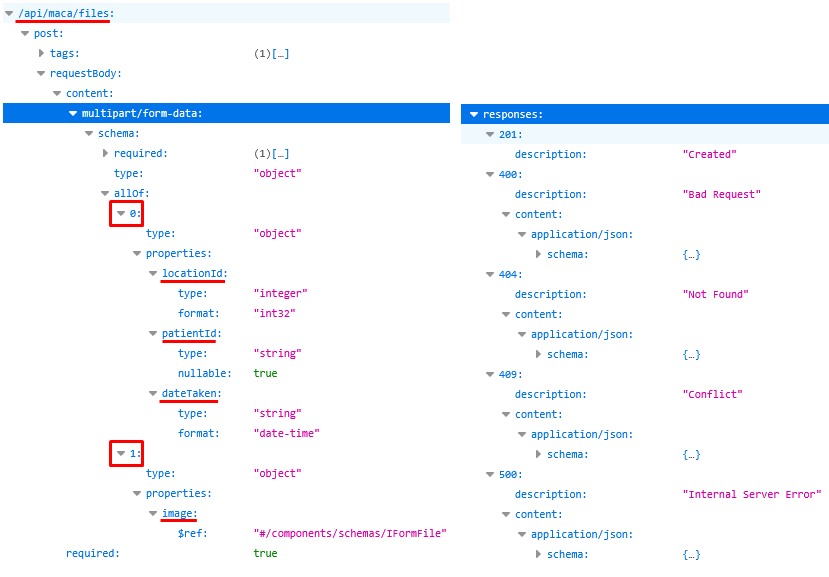 /api/maca/files:
post:
tags: (1)[…]
requestBody:
content:
multipart/form-data:
schema:
required: (1)[…]
type: "object"
allOf:
0:
type: "object"
properties:
locationId:
type: "integer"
format: "int32"
patientId:
type: "string"
nullable: true
dateTaken:
type: "string"
format: "date-time"
1:
type: "object"
properties:
image:
$ref: "#/components/schemas/IFormFile"
required: true
responses:
201:
description: "Created"
400:
description: "Bad Request"
content:
application/json:
schema: {…}
404:
description: "Not Found"
content:
application/json:
schema: {…}
409:
description: "Conflict"
content:
application/json:
schema: {…}
500:
description: "Internal Server Error"
content:
application/json:
schema: {…}